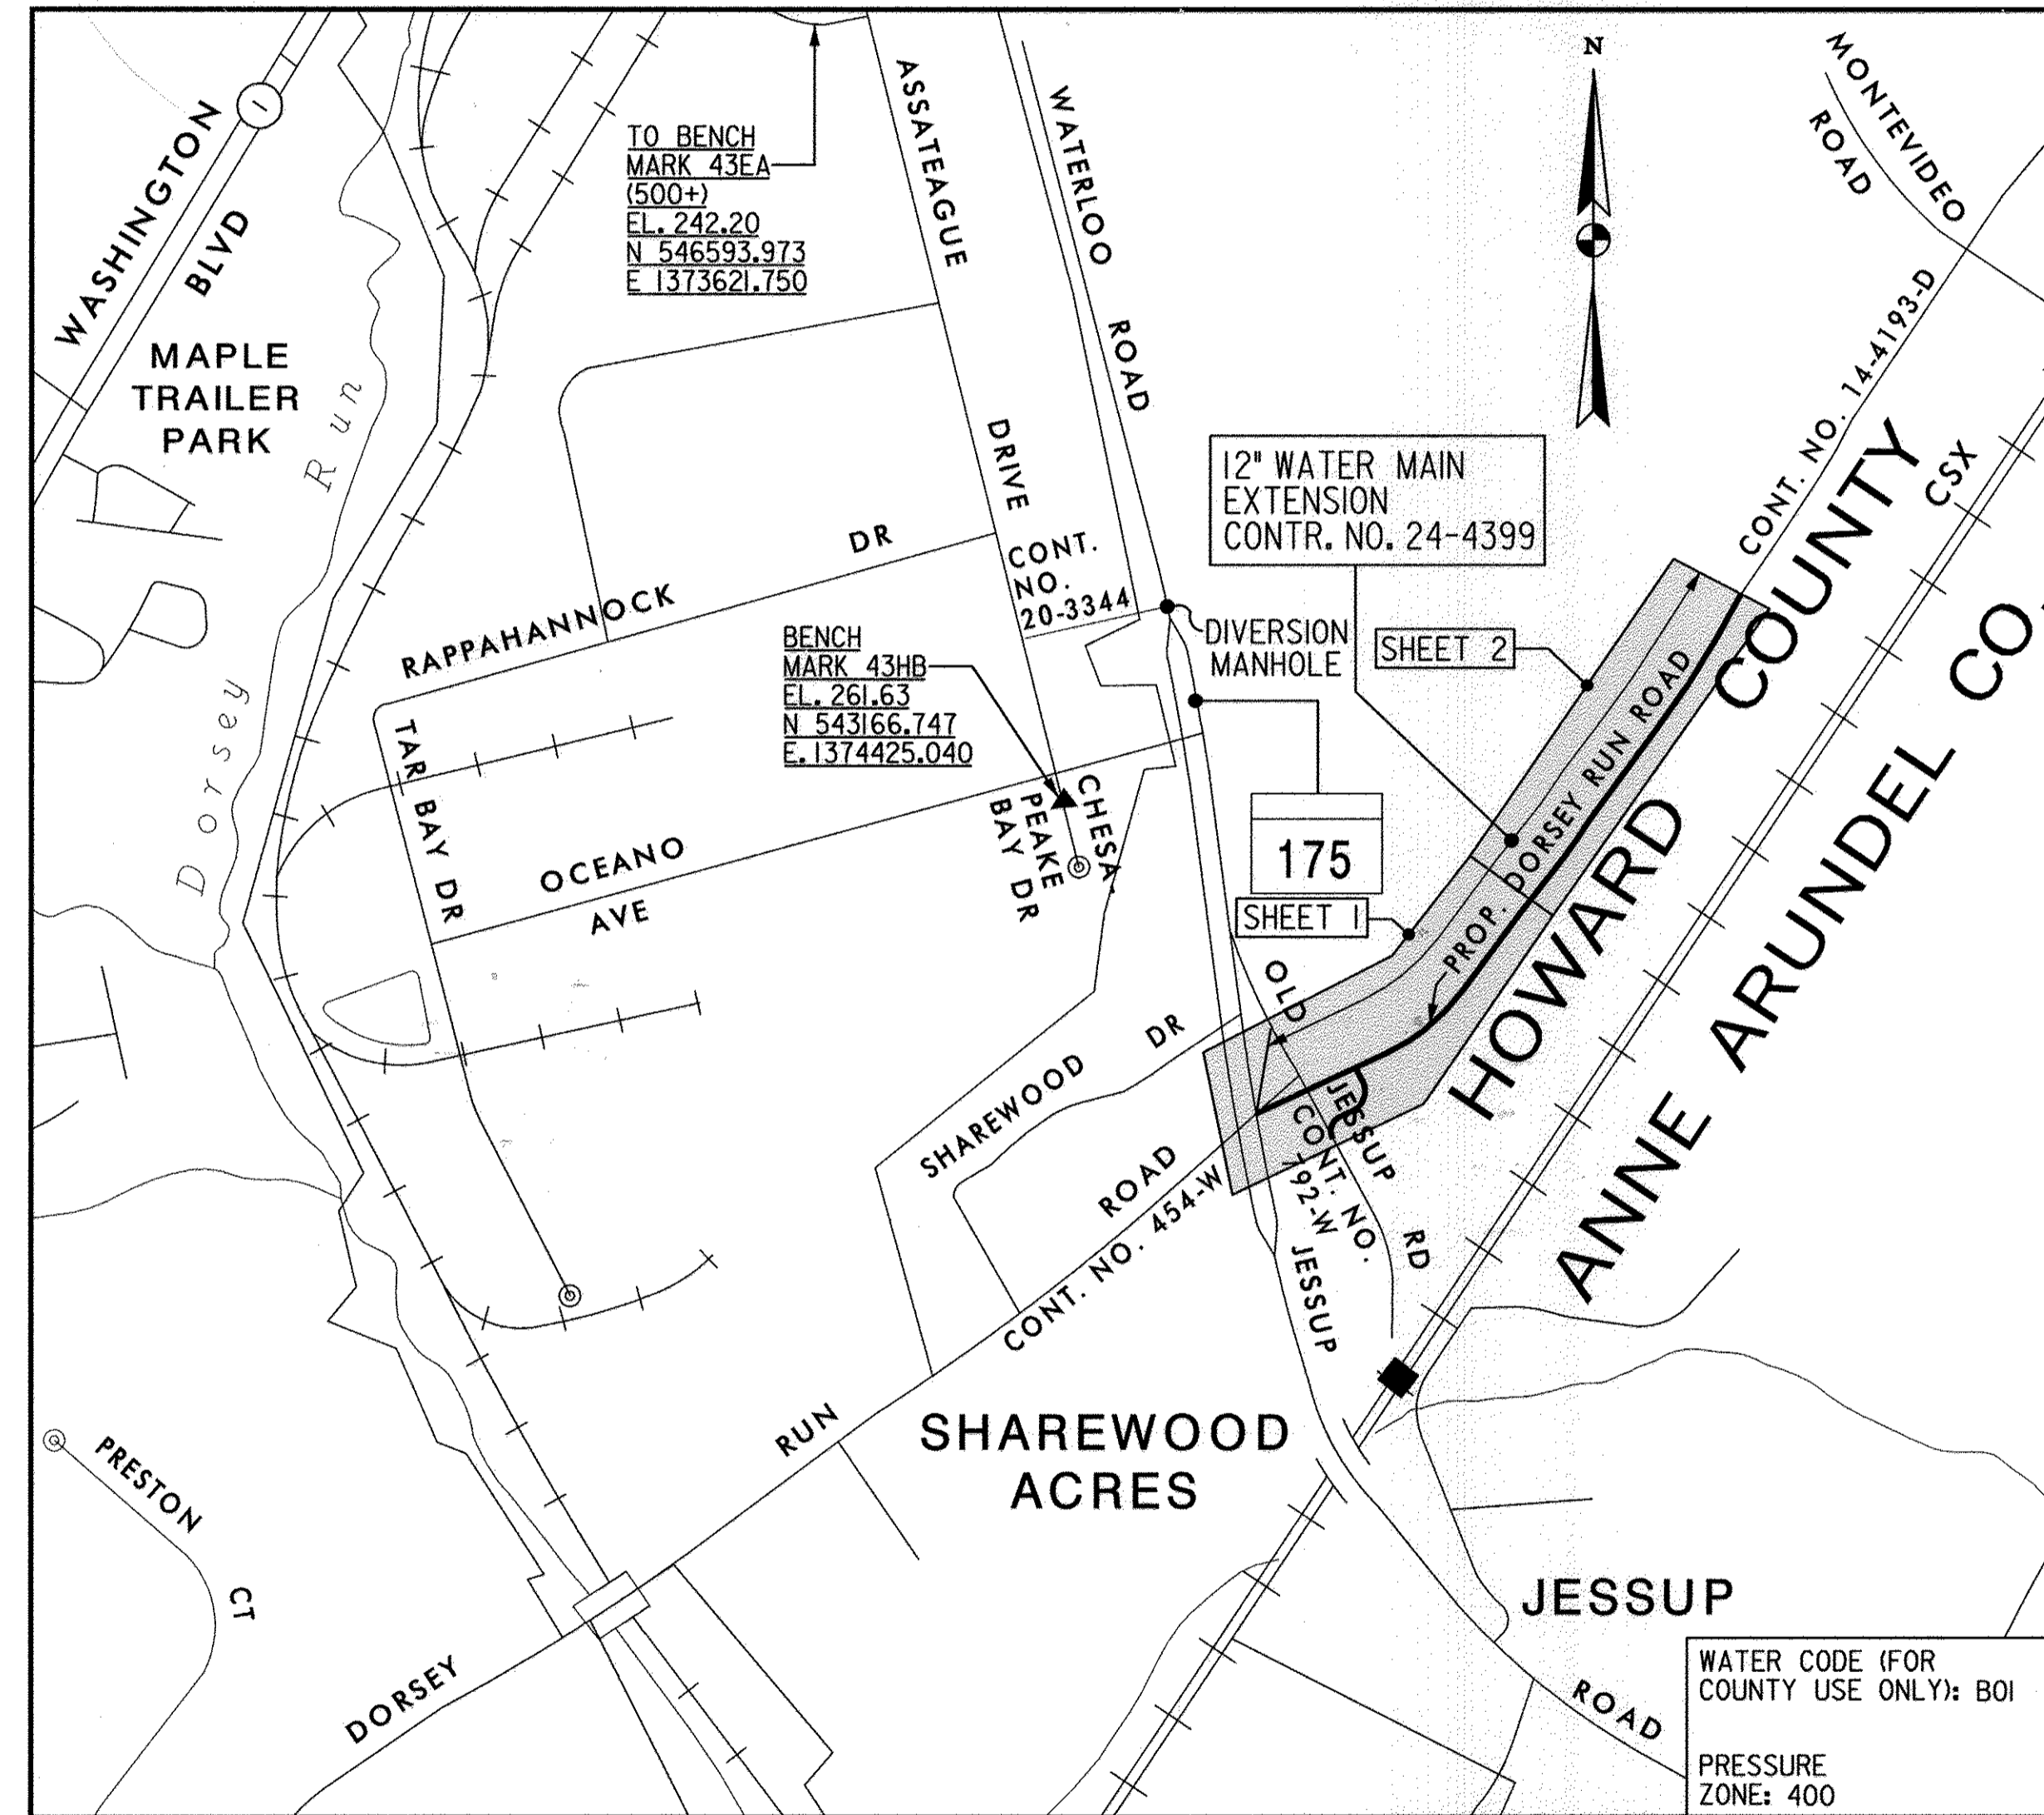 WASHINGTON
BLVD
1
MAPLE
TRAILER
PARK
Dorsey Run
TO BENCH
MARK 43EA
(500+)
EL. 242.20
N 546593.973
E 1373621.750
ASSATEAGUE
DRIVE
WATERLOO
ROAD
N
MONTEVIDEO
ROAD
CONT. NO. 14-4193-D
CSX
12" WATER MAIN
EXTENSION
CONTR. NO. 24-4399
RAPPAHANNOCK DR
CONT.
NO.
20-3344
DIVERSION
MANHOLE
SHEET 2
BENCH
MARK 43HB
EL. 261.63
N 543166.747
E. 1374425.040
TAR BAY DR
OCEANO
AVE
CHESA-
PEAKE
BAY DR
175
SHEET 1
PROP. DORSEY RUN ROAD
HOWARD COUNTY
ANNE ARUNDEL CO.
OLD
JESSUP
RD
CONT. NO.
792-W
SHAREWOOD DR
ROAD
CONT. NO. 454-W
JESSUP
RUN
DORSEY
SHAREWOOD
ACRES
PRESTON
CT
JESSUP
ROAD
WATER CODE (FOR
COUNTY USE ONLY): B01
PRESSURE
ZONE: 400